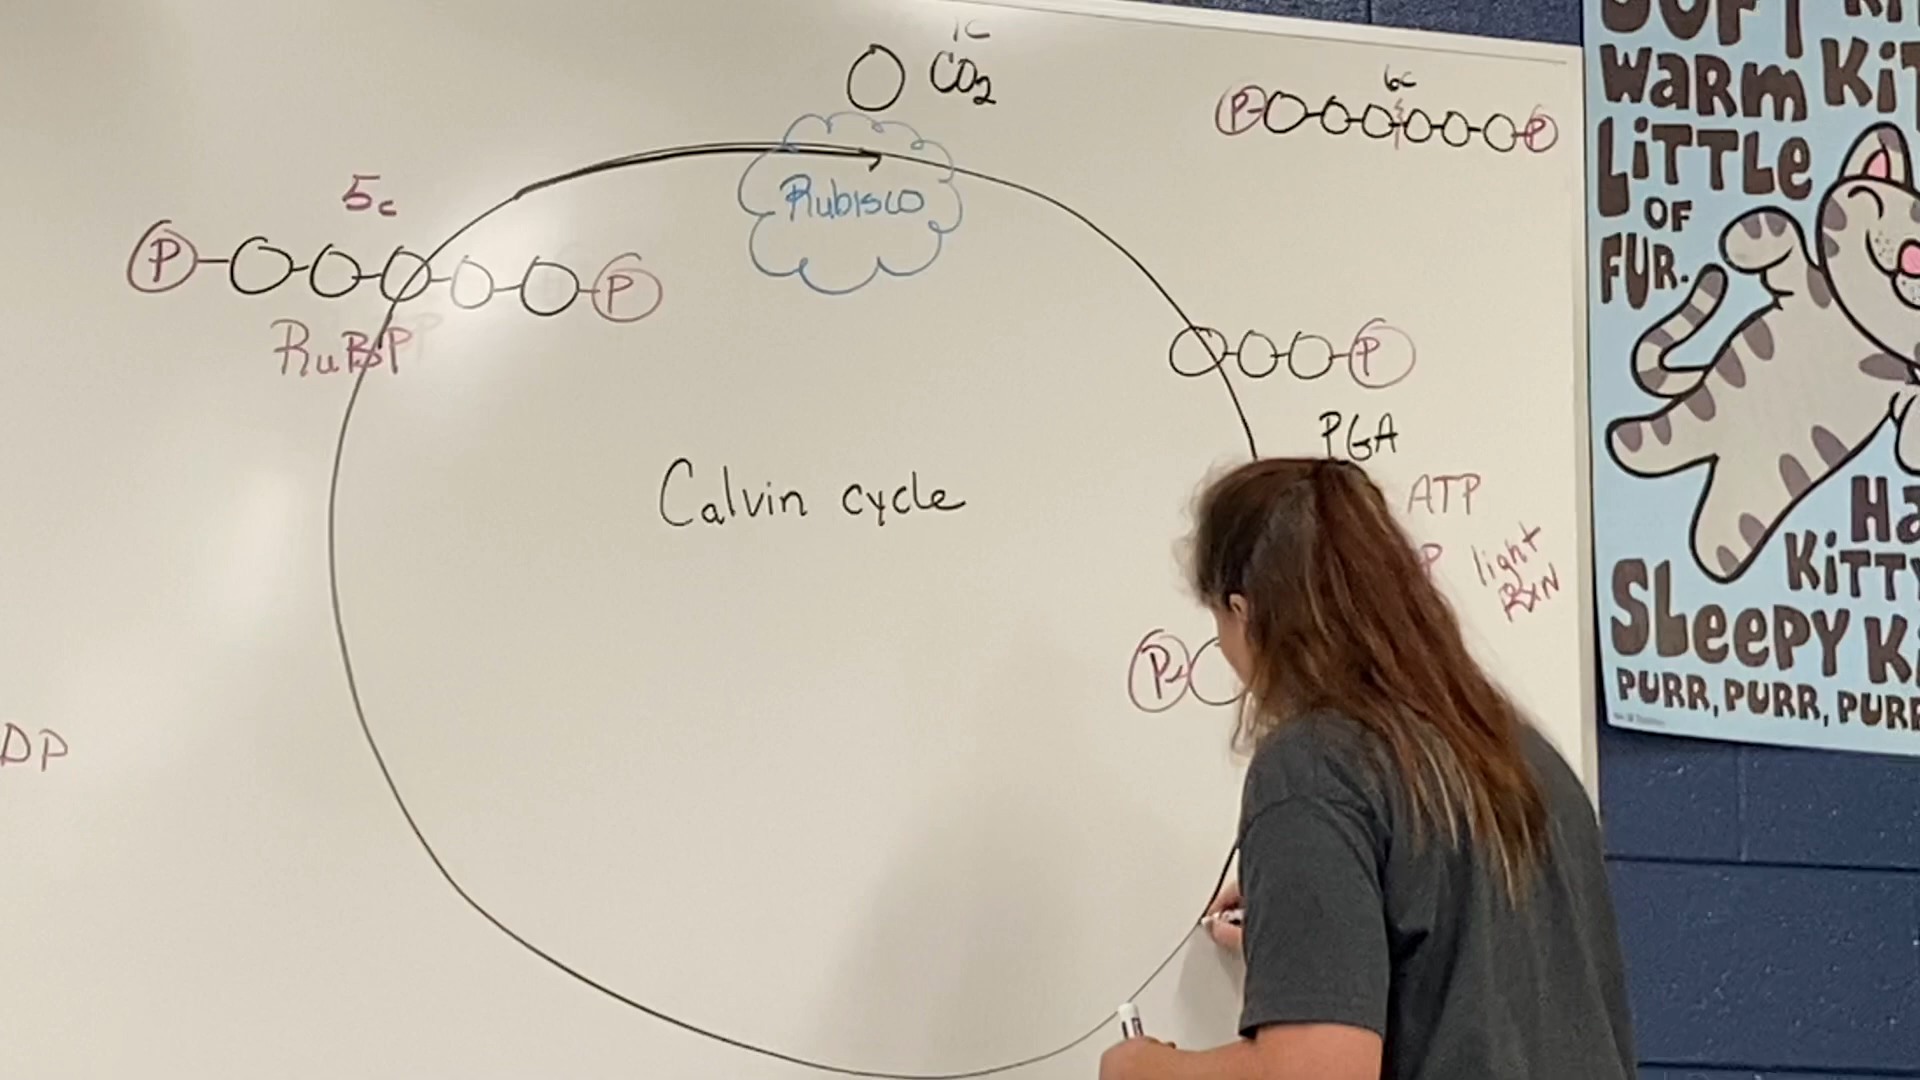 1c
CO2
6c
P P
5c
Rubisco
P P
RuBP
P
PGA
Calvin cycle
ATP
P light
RXN
P
DP
SOFT
WARM Ki
LiTTLE
OF
FUR.
Ha
KiTTY
SLeePY K
PURR, PURR, PURR